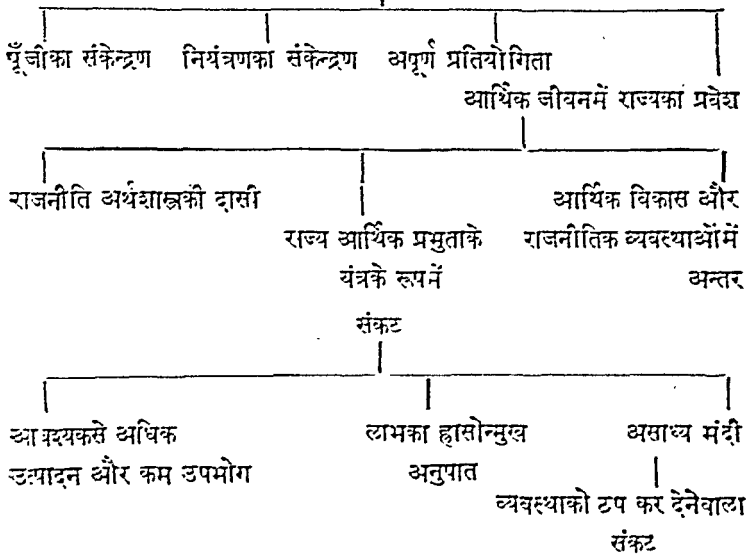 पूँजीका संकेन्द्रण नियंत्रणका संकेन्द्रण अपूर्ण प्रतियोगिता
आर्थिक जीवनमें राज्यका प्रवेश
राजनीति अर्थशास्त्रकी दासी
राज्य आर्थिक प्रभुताके
यंत्रके रूपमें
आर्थिक विकास और
राजनीतिक व्यवस्थाओंमें
अन्तर
संकट
आवश्यकसे अधिक
उत्पादन और कम उपभोग
लाभका ह्रासोन्मुख
अनुपात
असाध्य मंदी
व्यवस्थाको ठप कर देनेवाला
संकट